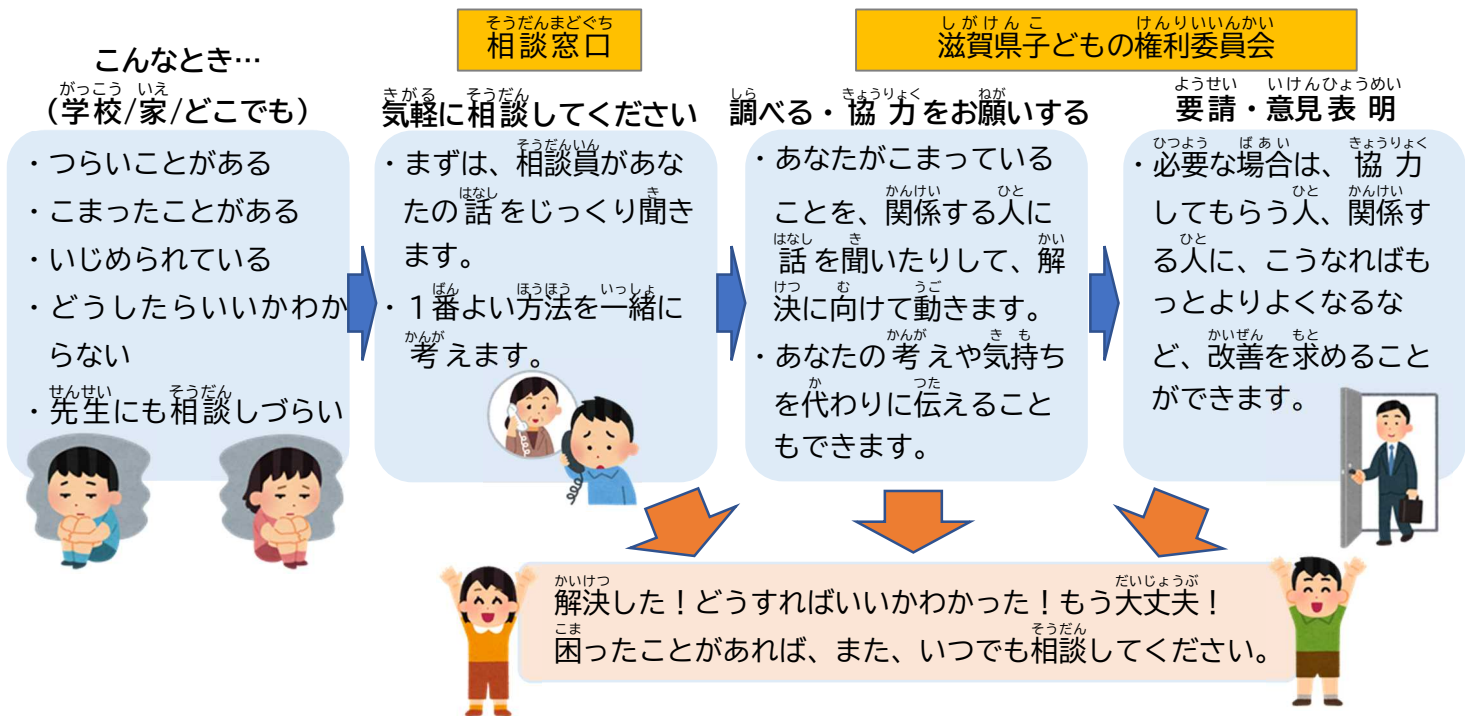 こんなとき…
（学校/家/どこでも）
・つらいことがある
・こまったことがある
・いじめられている
・どうしたらいいかわか
らない
・先生にも相談しづらい
相談窓口
気軽に相談してください
・まずは、相談員があな
たの話をじっくり聞き
ます。
・１番よい方法を一緒に
考えます。
滋賀県子どもの権利委員会
調べる・協力をお願いする
・あなたがこまっている
ことを、関係する人に
話を聞いたりして、解
決に向けて動きます。
・あなたの考えや気持ち
を代わりに伝えること
もできます。
要請・意見表明
・必要な場合は、協力
してもらう人、関係す
る人に、こうなればも
っとよりよくなるな
ど、改善を求めること
ができます。
解決した！どうすればいいかわかった！もう大丈夫！
困ったことがあれば、また、いつでも相談してください。